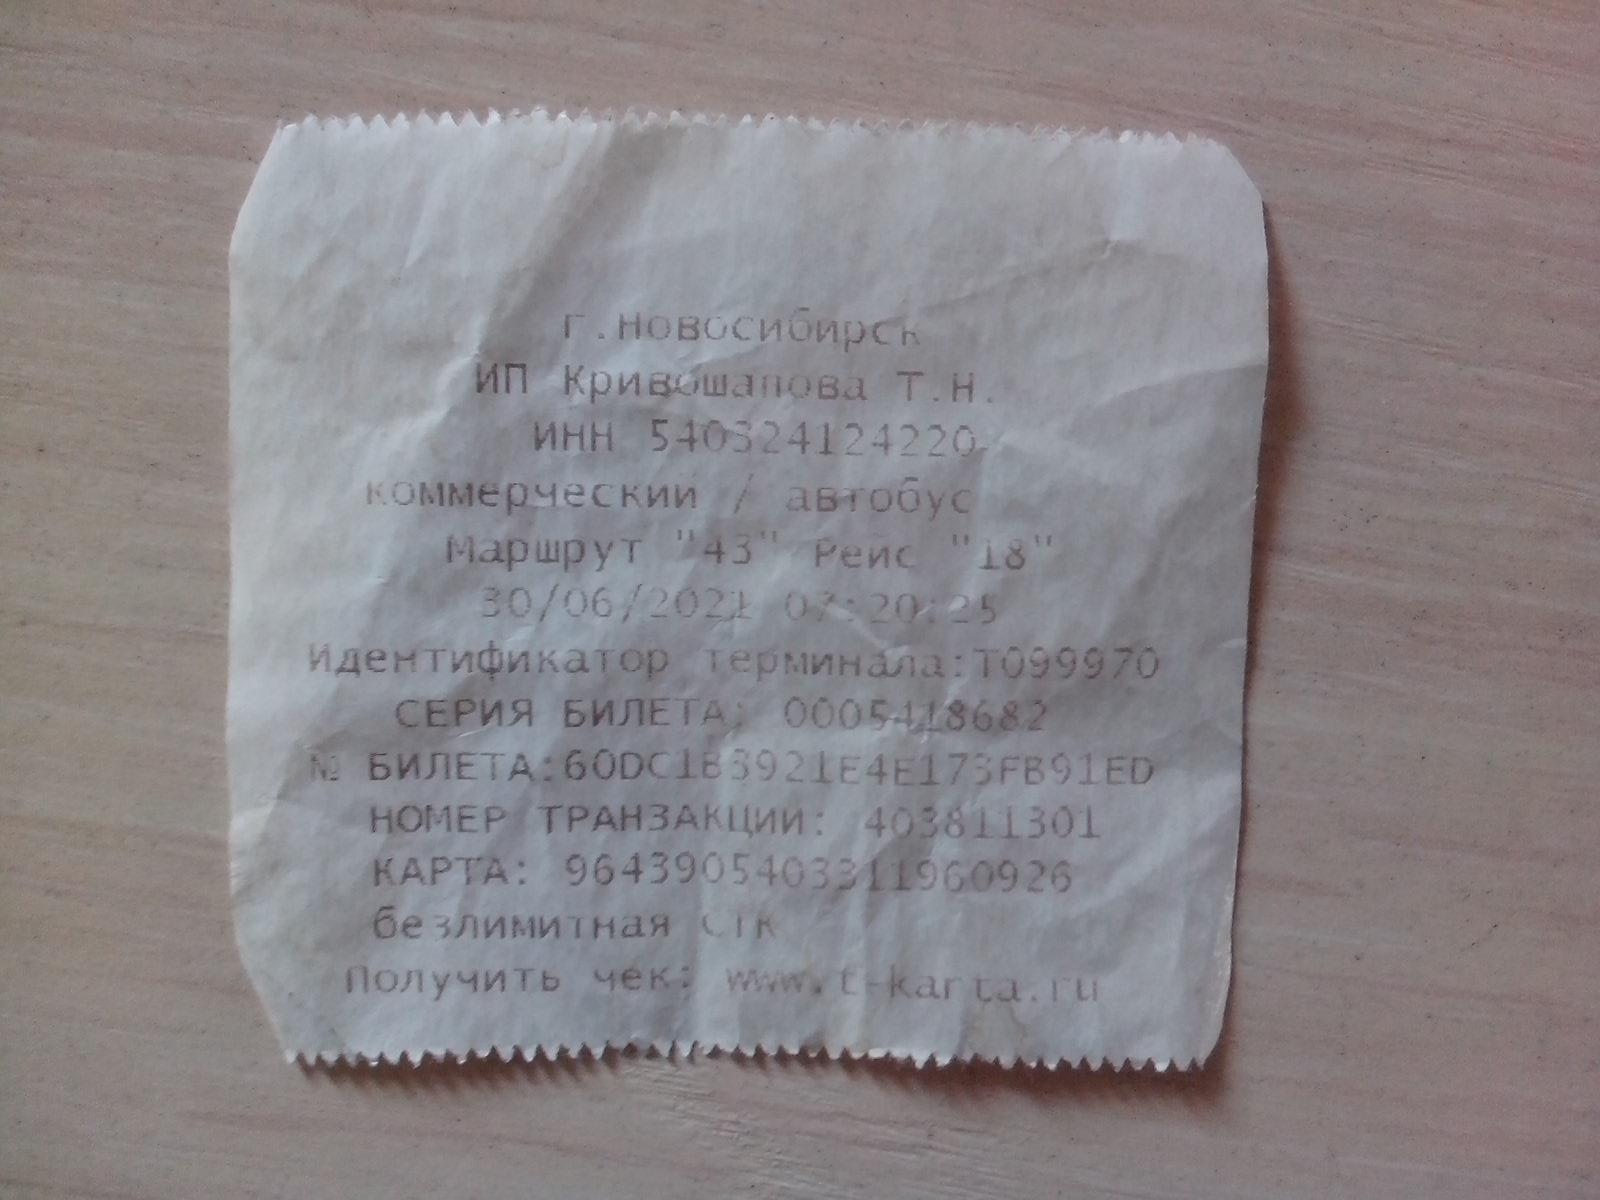 г.Новосибирск
ИП Кривошапова Т.Н.
ИНН 540324124220
коммерческий / автобус
Маршрут "43" Рейс "18"
30/06/2021 07:20:25
Идентификатор терминала:T099970
СЕРИЯ БИЛЕТА: 0005418682
№ БИЛЕТА:60DC1B3921E4E173FB91ED
НОМЕР ТРАНЗАКЦИИ: 403811301
КАРТА: 9643905403311960926
безлимитная СТК
Получить чек: www.t-karta.ru